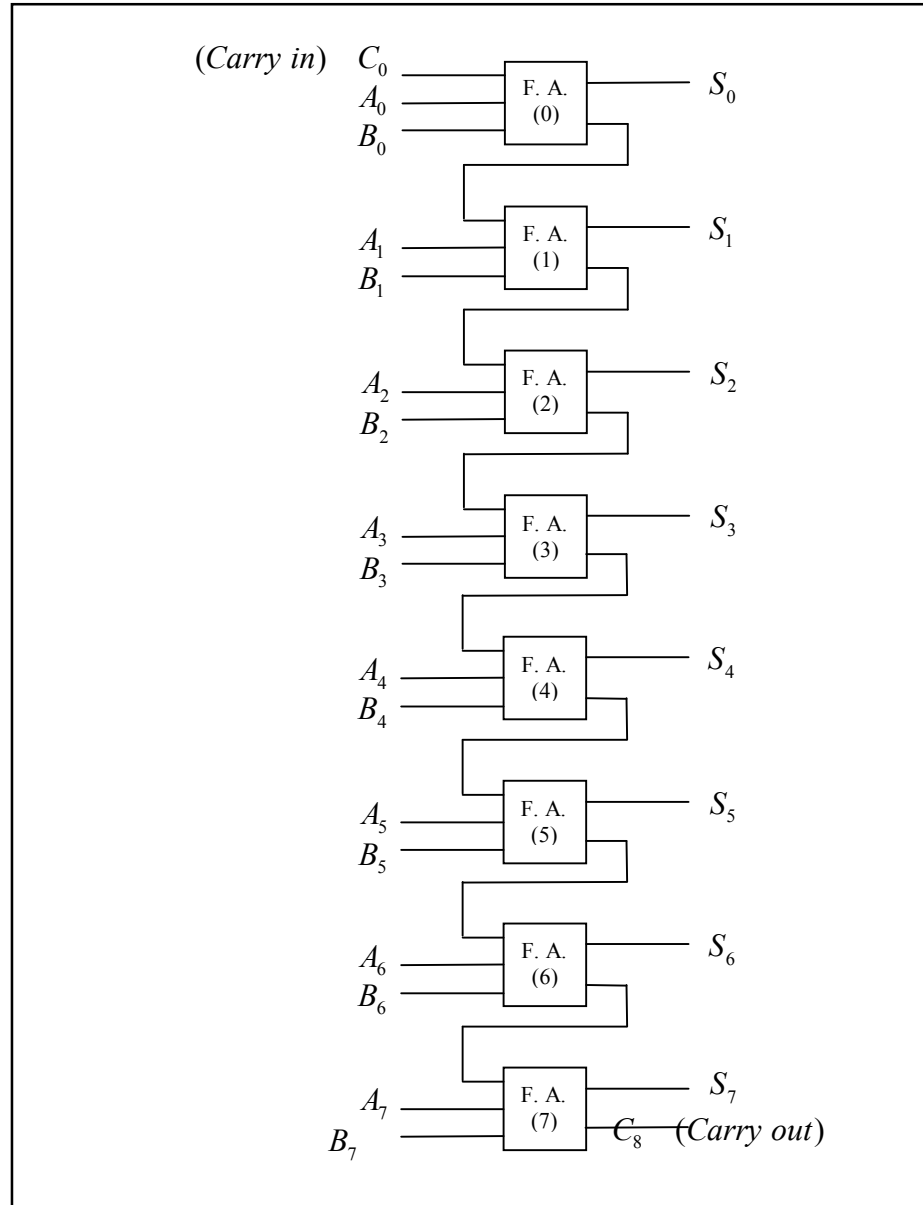 (Carry in) C₀
A₀
B₀
F. A.
(0)
S₀
A₁
B₁
F. A.
(1)
S₁
A₂
B₂
F. A.
(2)
S₂
A₃
B₃
F. A.
(3)
S₃
A₄
B₄
F. A.
(4)
S₄
A₅
B₅
F. A.
(5)
S₅
A₆
B₆
F. A.
(6)
S₆
A₇
B₇
F. A.
(7)
S₇
C₈ (Carry out)